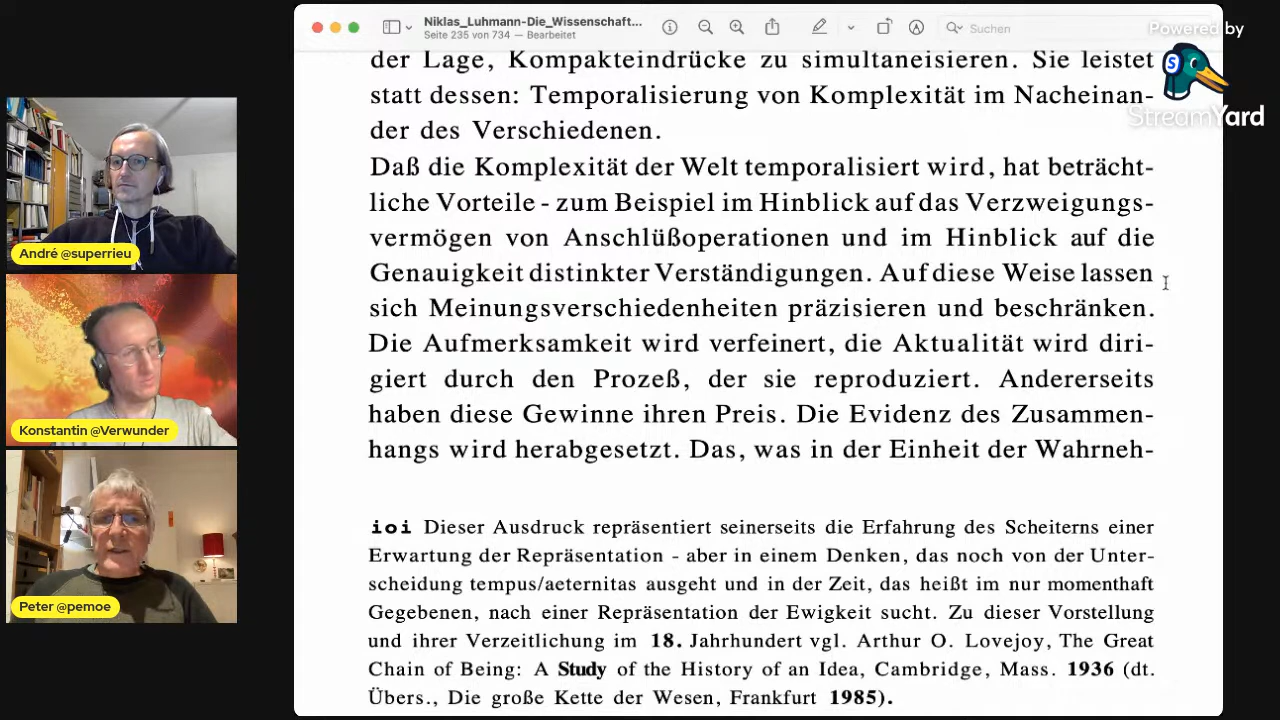 Niklas_Luhmann-Die_Wissenschaft...
Seite 235 von 734 — Bearbeitet
Suchen
Powered by
StreamYard
der Lage, Kompakteindrücke zu simultaneisieren. Sie leistet
statt dessen: Temporalisierung von Komplexität im Nacheinan-
der des Verschiedenen.
Daß die Komplexität der Welt temporalisiert wird, hat beträcht-
liche Vorteile - zum Beispiel im Hinblick auf das Verzweigungs-
vermögen von Anschlüßoperationen und im Hinblick auf die
Genauigkeit distinkter Verständigungen. Auf diese Weise lassen
sich Meinungsverschiedenheiten präzisieren und beschränken.
Die Aufmerksamkeit wird verfeinert, die Aktualität wird diri-
giert durch den Prozeß, der sie reproduziert. Andererseits
haben diese Gewinne ihren Preis. Die Evidenz des Zusammen-
hangs wird herabgesetzt. Das, was in der Einheit der Wahrneh-
ioi Dieser Ausdruck repräsentiert seinerseits die Erfahrung des Scheiterns einer
Erwartung der Repräsentation - aber in einem Denken, das noch von der Unter-
scheidung tempus/aeternitas ausgeht und in der Zeit, das heißt im nur momenthaft
Gegebenen, nach einer Repräsentation der Ewigkeit sucht. Zu dieser Vorstellung
und ihrer Verzeitlichung im 18. Jahrhundert vgl. Arthur O. Lovejoy, The Great
Chain of Being: A Study of the History of an Idea, Cambridge, Mass. 1936 (dt.
Übers., Die große Kette der Wesen, Frankfurt 1985).
André @superrieu
Konstantin @Verwunder
Peter @pemoe